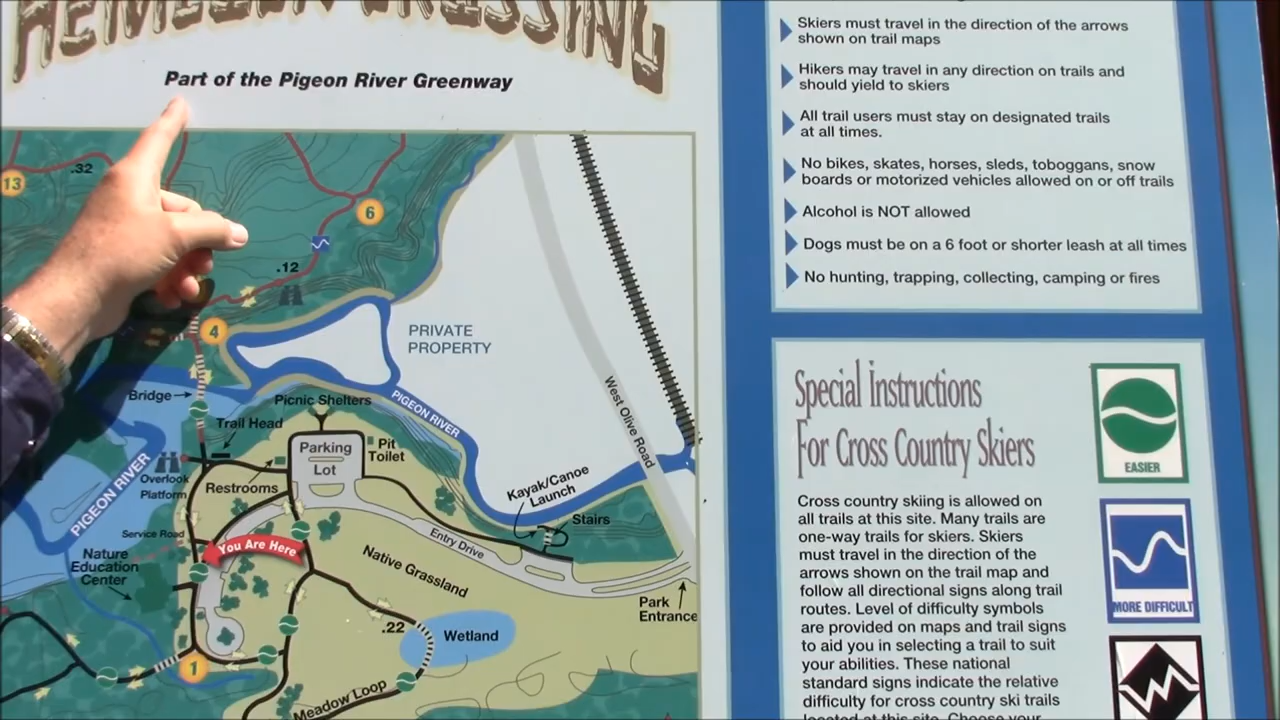 HEMLOCK CROSSING
Part of the Pigeon River Greenway
13
.32
6
.12
4
PRIVATE
PROPERTY
Bridge
Picnic Shelters
PIGEON RIVER
West Olive Road
Trail Head
Parking
Lot
Pit
Toilet
Overlook
Platform
PIGEON RIVER
Restrooms
Kayak/Canoe
Launch
Stairs
Service Road
You Are Here
Entry Drive
Nature
Education
Center
Native Grassland
Park
Entrance
.22
Wetland
1
Meadow Loop
Skiers must travel in the direction of the arrows
shown on trail maps
Hikers may travel in any direction on trails and
should yield to skiers
All trail users must stay on designated trails
at all times.
No bikes, skates, horses, sleds, toboggans, snow
boards or motorized vehicles allowed on or off trails
Alcohol is NOT allowed
Dogs must be on a 6 foot or shorter leash at all times
No hunting, trapping, collecting, camping or fires
Special Instructions
For Cross Country Skiers
Cross country skiing is allowed on
all trails at this site. Many trails are
one-way trails for skiers. Skiers
must travel in the direction of the
arrows shown on the trail map and
follow all directional signs along trail
routes. Level of difficulty symbols
are provided on maps and trail signs
to aid you in selecting a trail to suit
your abilities. These national
standard signs indicate the relative
difficulty for cross country ski trails
located at this site. Choose your
EASIER
MORE DIFFICULT